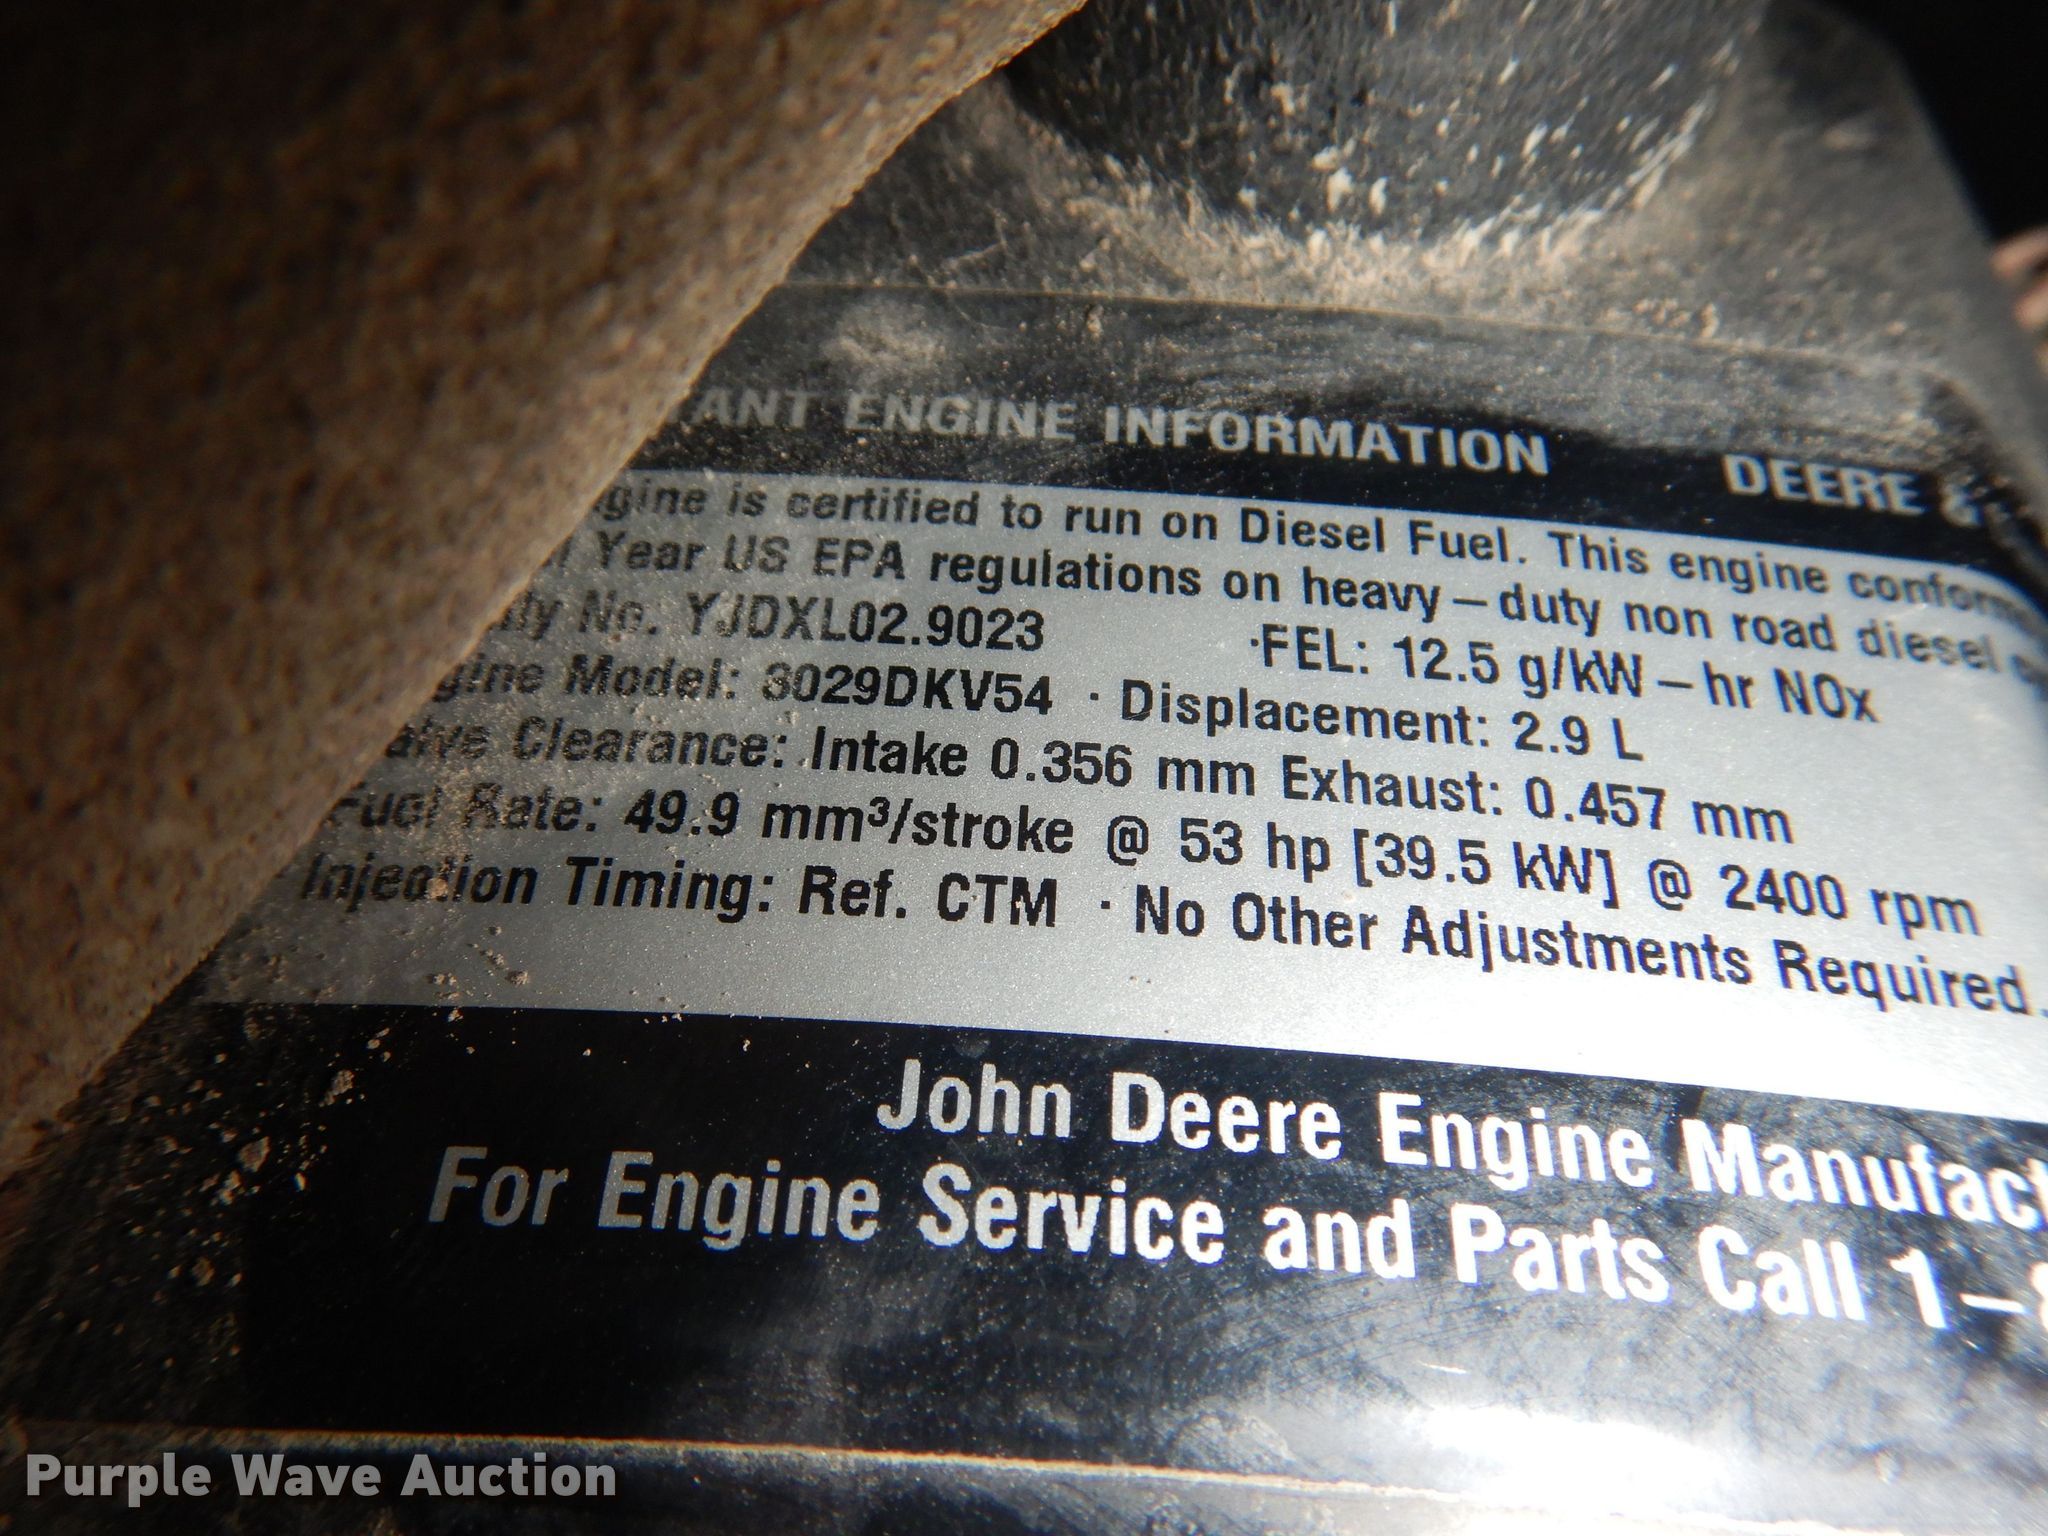 ENGINE INFORMATION DEERE &
is certified to run on Diesel Fuel. This engine
Year US EPA regulations on heavy–duty non road diesel
No. YJDXL02.9023 ·FEL: 12.5 g/kW–hr NOx
Model: 3029DKV54 · Displacement: 2.9 L
Clearance: Intake 0.356 mm Exhaust: 0.457 mm
Fuel Rate: 49.9 mm³/stroke @ 53 hp [39.5 kW] @ 2400 rpm
Injection Timing: Ref. CTM · No Other Adjustments Required.
John Deere Engine Manufact
For Engine Service and Parts Call 1–8
Purple Wave Auction